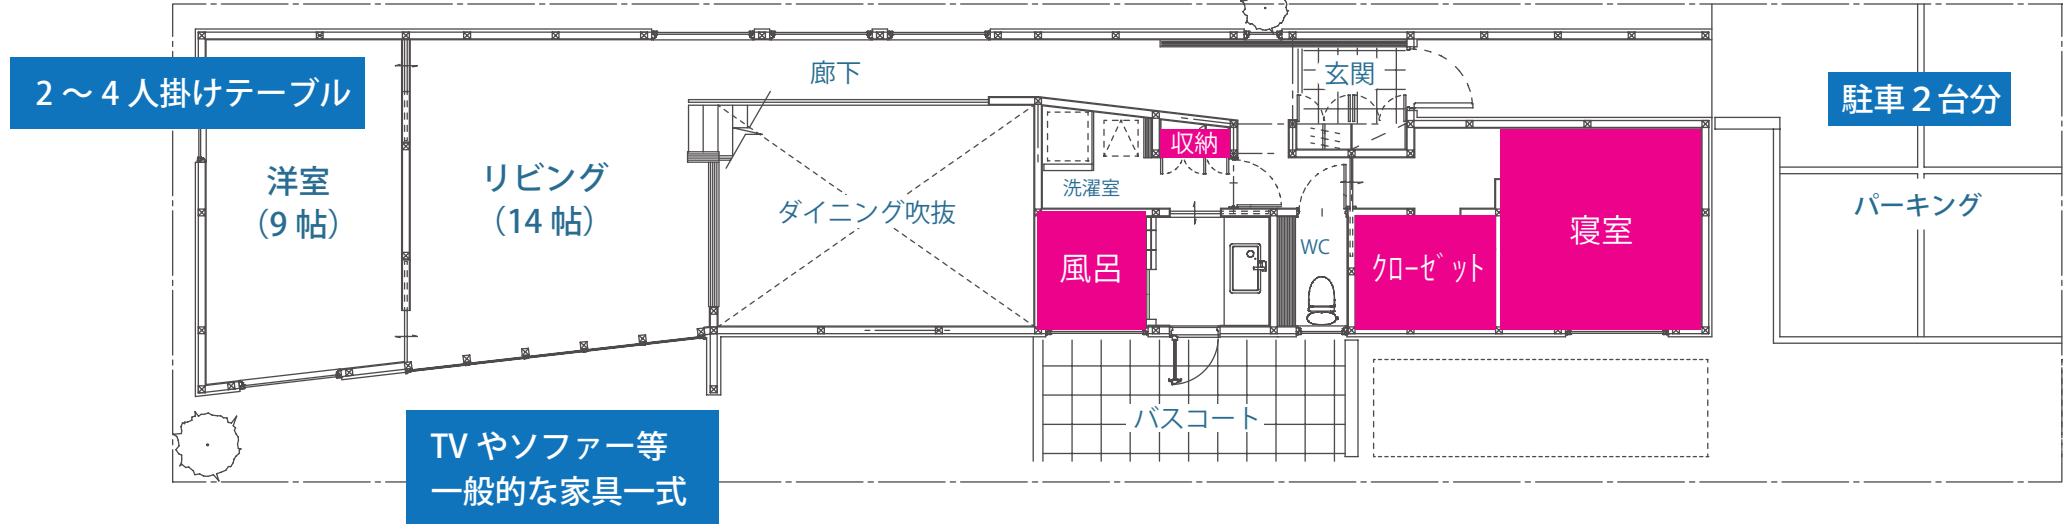 2～4人掛けテーブル
洋室
（9 帖）
リビング
（14 帖）
廊下
ダイニング吹抜
洗濯室
収納
玄関
風呂
WC
クローゼット
寝室
駐車２台分
パーキング
バスコート
TV やソファー等
一般的な家具一式